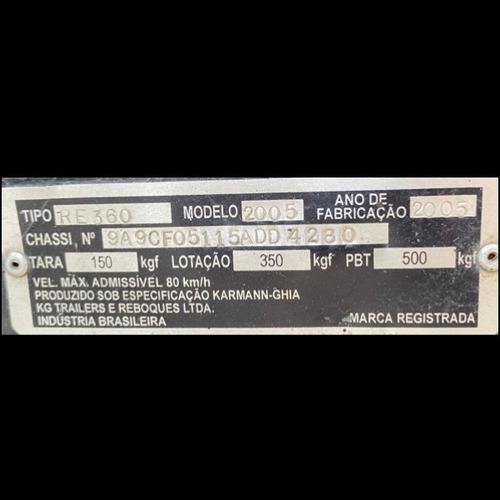 TIPO RE360 MODELO 2005 ANO DE FABRICAÇÃO 2005
CHASSI, Nº 9A9CF05115ADD4280
TARA 150 kgf LOTAÇÃO 350 kgf PBT 500 kgf
VEL. MÁX. ADMISSÍVEL 80 km/h
PRODUZIDO SOB ESPECIFICAÇÃO KARMANN-GHIA
KG TRAILERS E REBOQUES LTDA.
INDÚSTRIA BRASILEIRA MARCA REGISTRADA